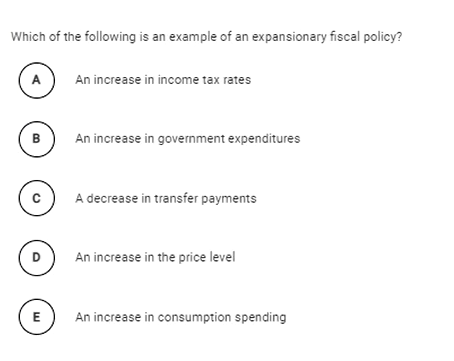 Which of the following is an example of an expansionary fiscal policy?
A An increase in income tax rates
B An increase in government expenditures
C A decrease in transfer payments
D An increase in the price level
E An increase in consumption spending